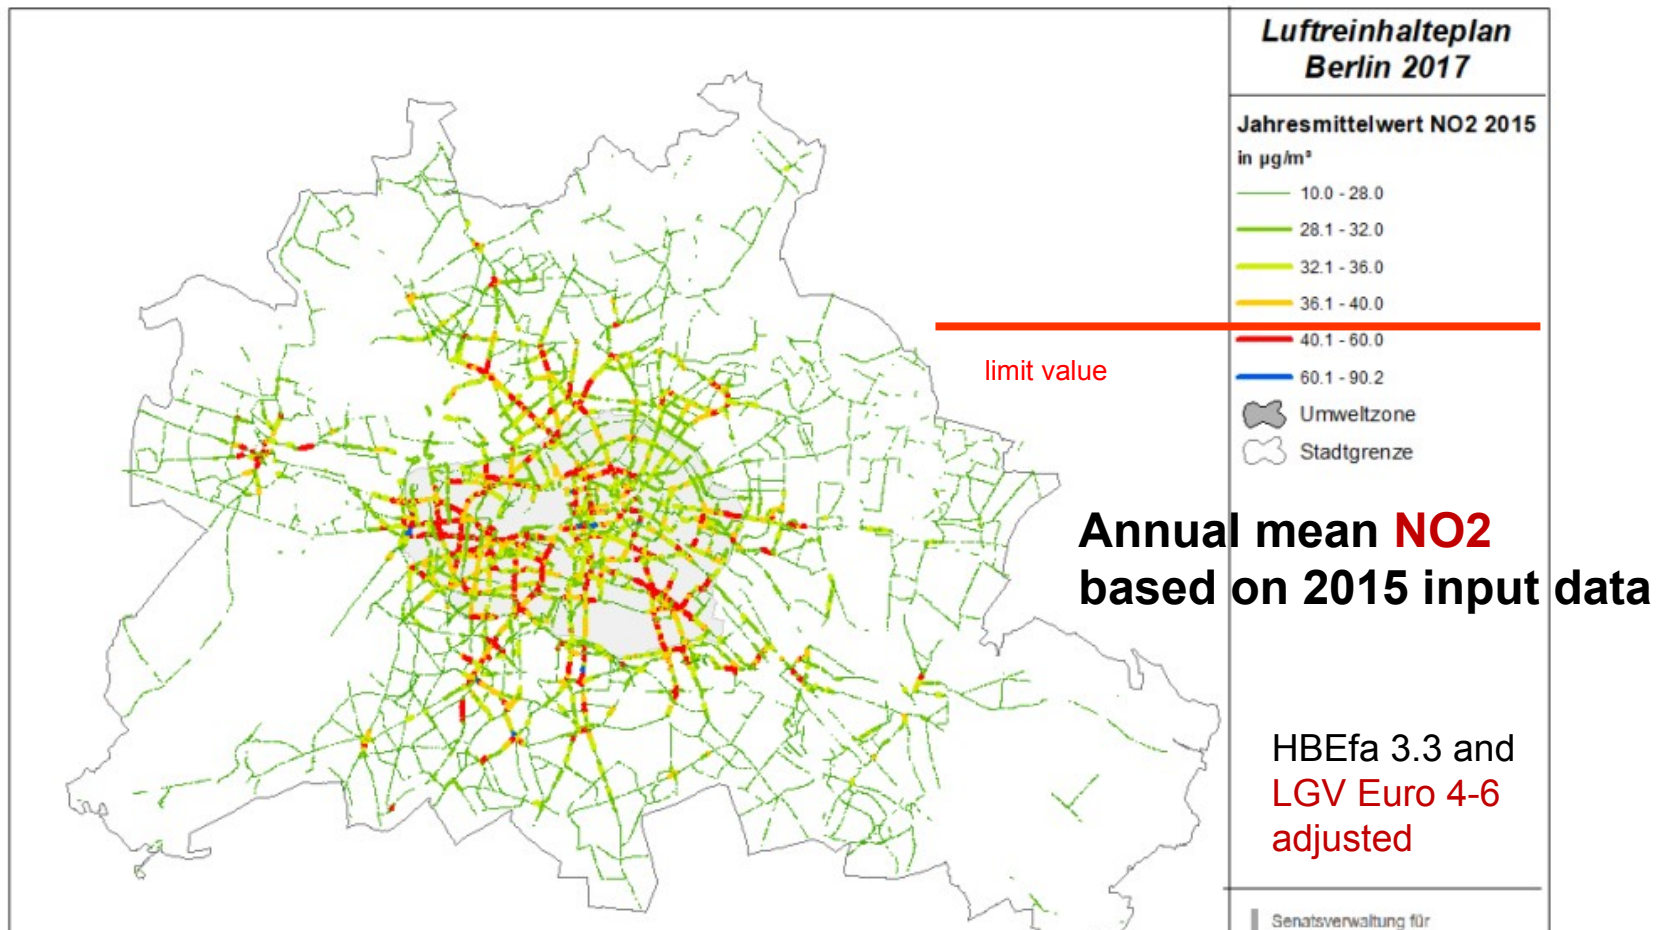 Luftreinhalteplan
Berlin 2017
Jahresmittelwert NO2 2015
in µg/m³
10.0 - 28.0
28.1 - 32.0
32.1 - 36.0
36.1 - 40.0
40.1 - 60.0
limit value
60.1 - 90.2
Umweltzone
Stadtgrenze
Annual mean NO2
based on 2015 input data
HBEfa 3.3 and
LGV Euro 4-6
adjusted
Senatsverwaltung für